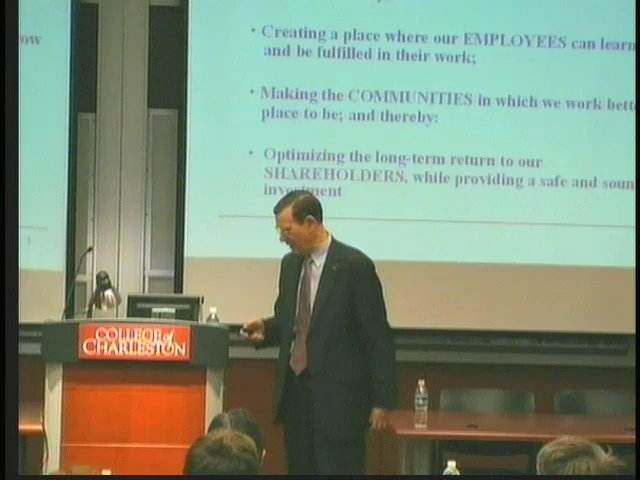 ow
• Creating a place where our EMPLOYEES can learn
and be fulfilled in their work;
• Making the COMMUNITIES in which we work
place to be; and thereby:
• Optimizing the long-term return to our
SHAREHOLDERS, while providing a safe and soun
investment
COLLEGE of
CHARLESTON